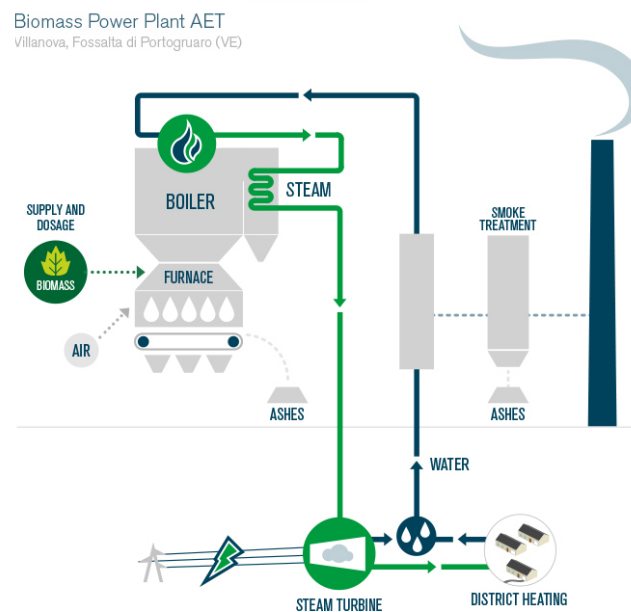 Biomass Power Plant AET
Villanova, Fossalta di Portogruaro (VE)
BOILER
STEAM
SUPPLY AND
DOSAGE
BIOMASS
FURNACE
AIR
ASHES
SMOKE
TREATMENT
ASHES
WATER
STEAM TURBINE
DISTRICT HEATING